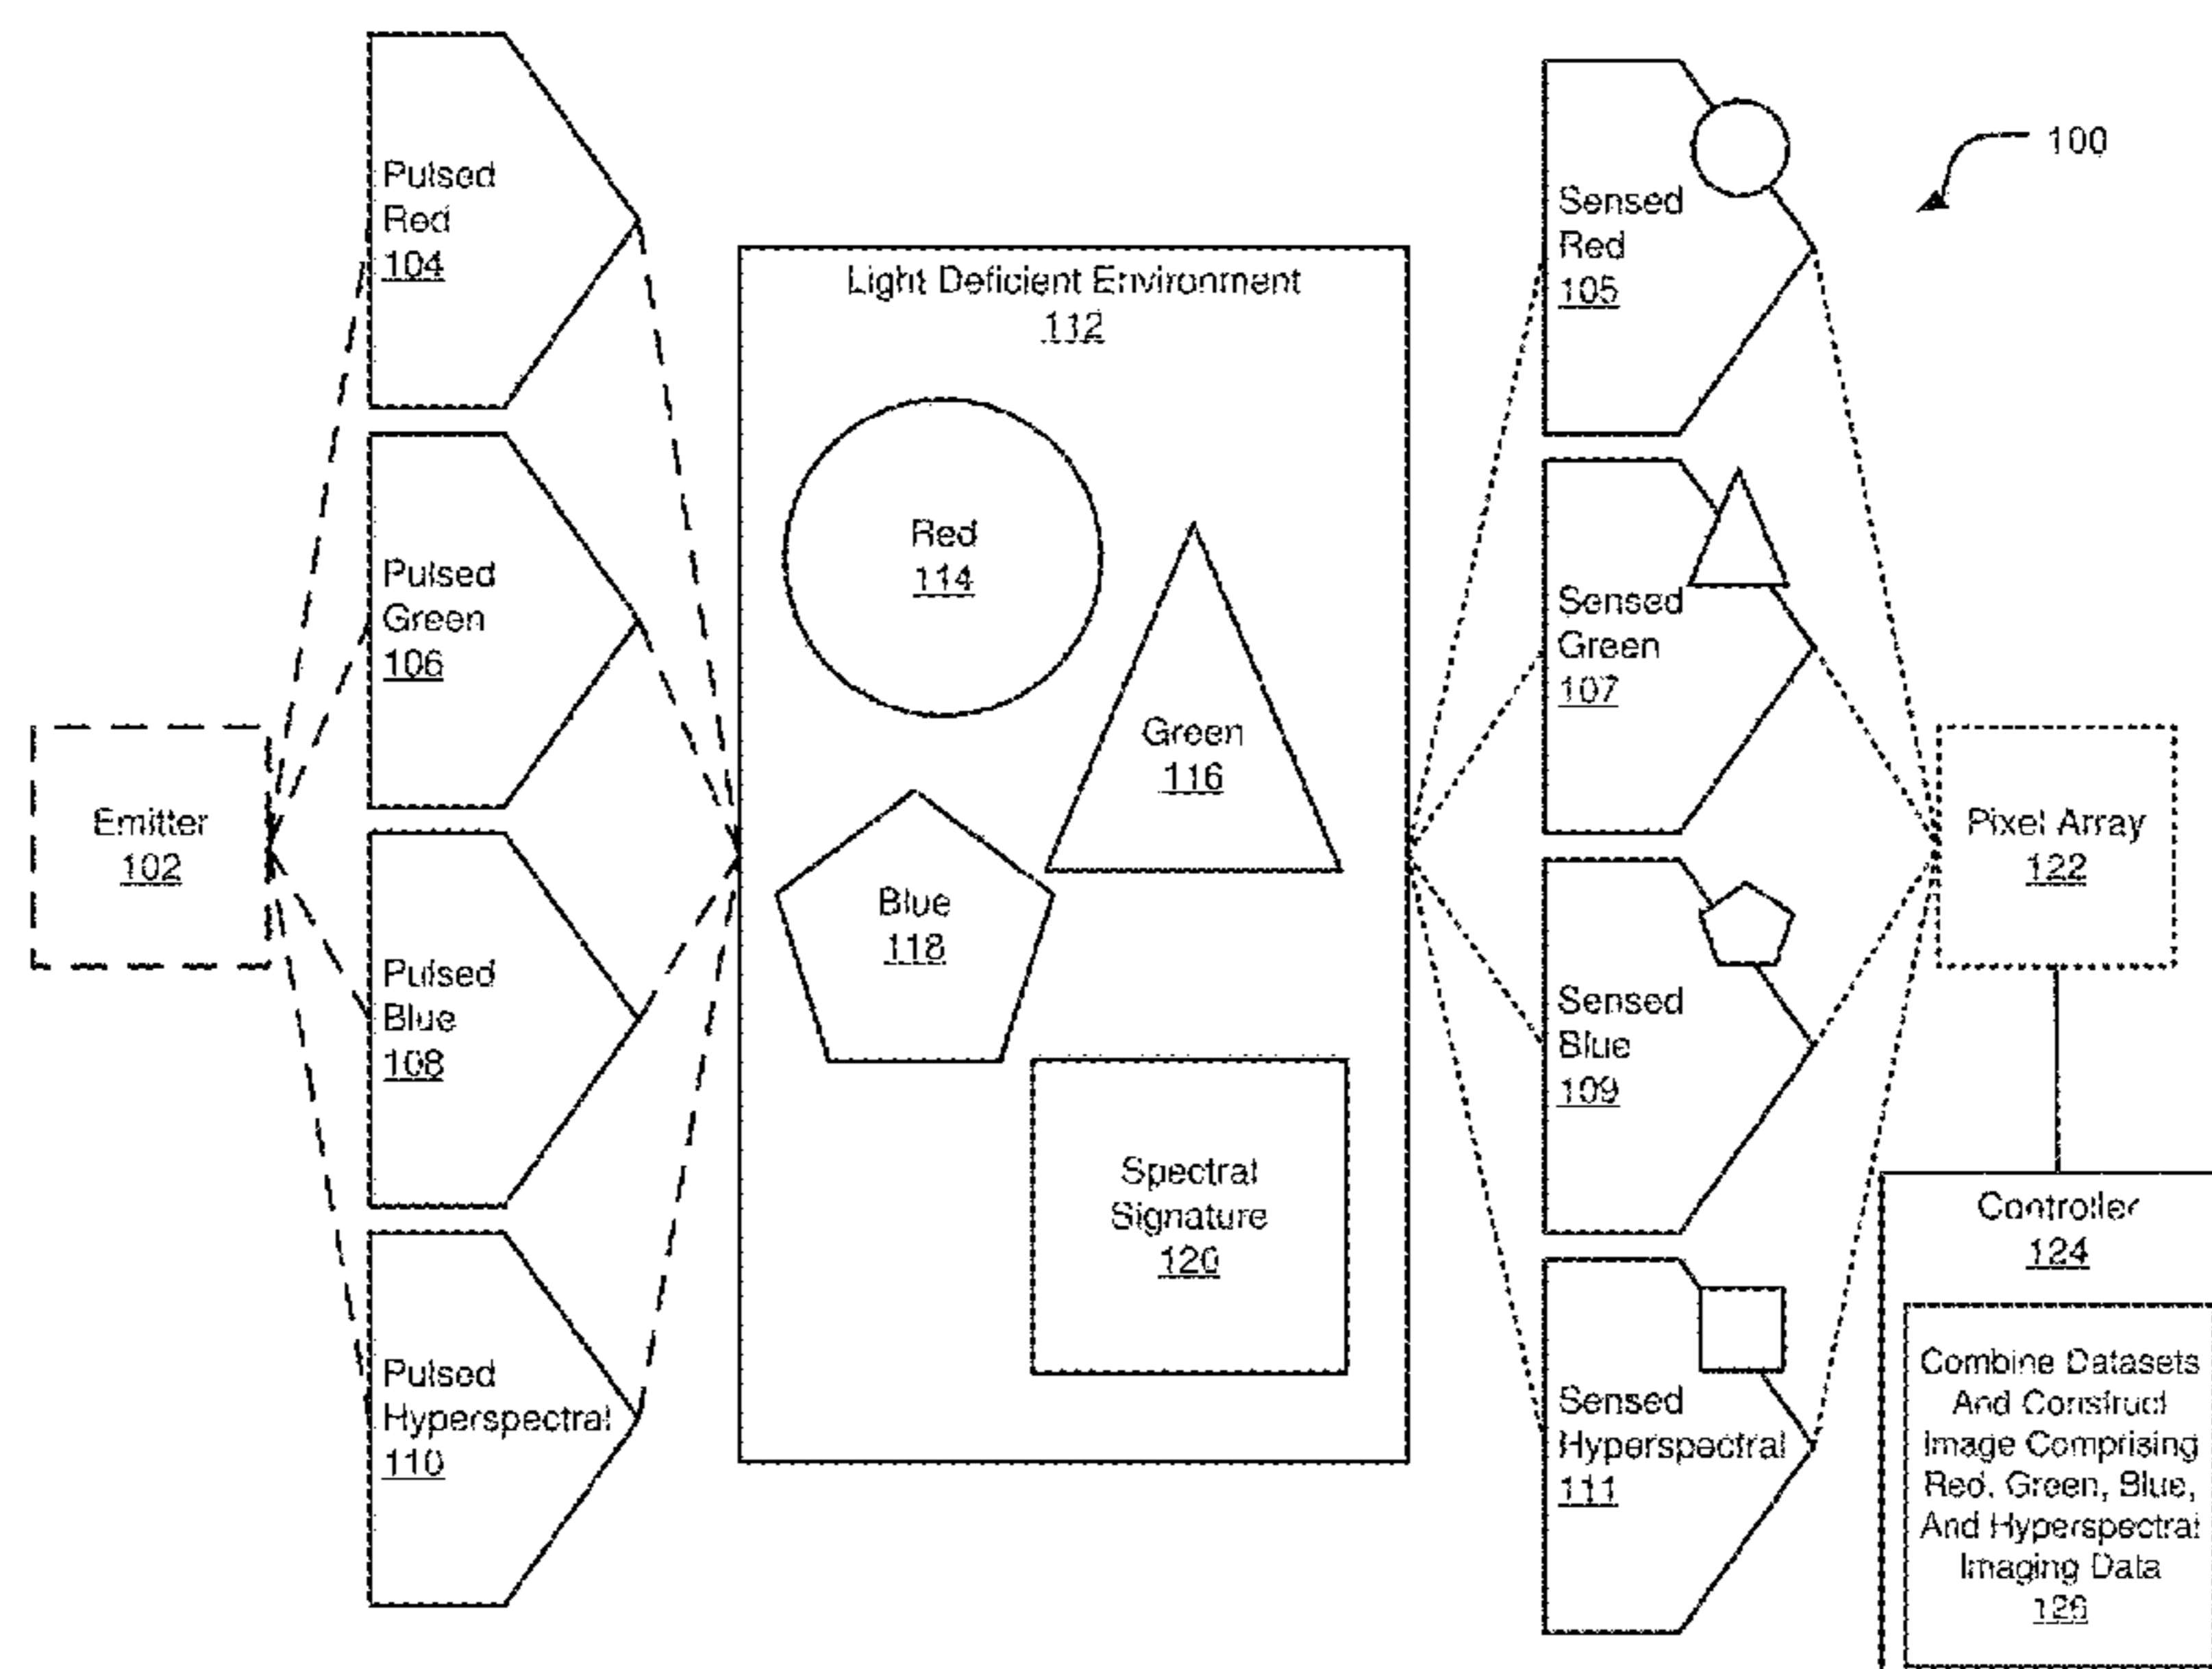 Pulsed
Red
104
Pulsed
Green
106
Emitter
102
Pulsed
Blue
108
Pulsed
Hyperspectral
110
Light Deficient Environment
112
Red
114
Green
116
Blue
118
Spectral
Signature
120
Sensed
Red
105
Sensed
Green
107
Sensed
Blue
109
Sensed
Hyperspectral
111
100
Pixel Array
122
Controller
124
Combine Datasets
And Construct
Image Comprising
Red, Green, Blue,
And Hyperspectral
Imaging Data
126